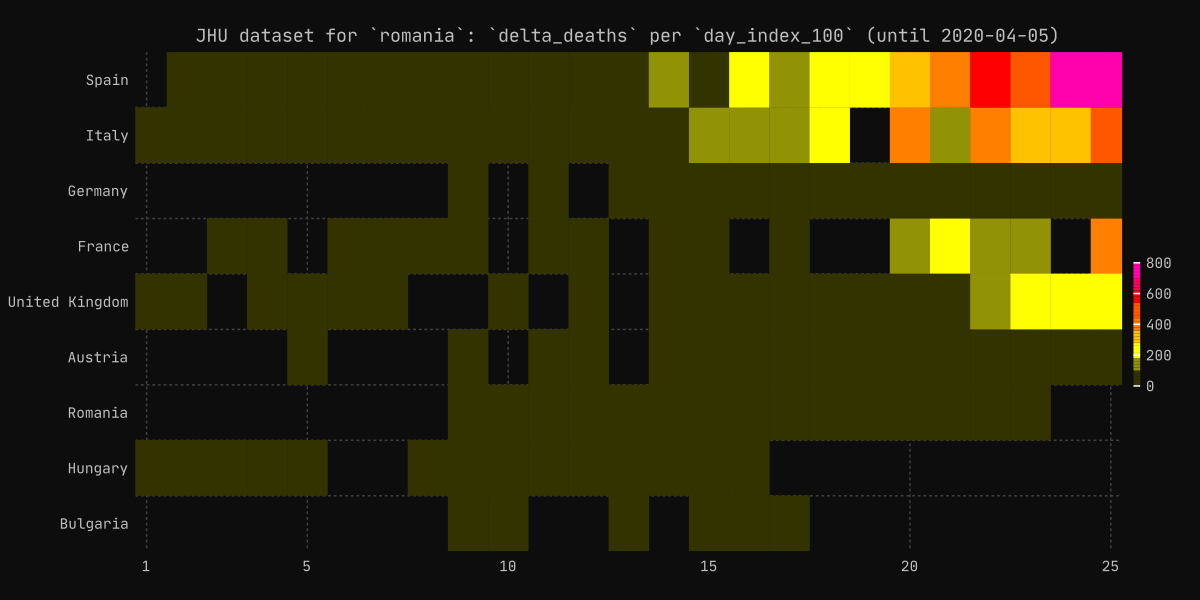 JHU dataset for `romania`: `delta_deaths` per `day_index_100` (until 2020-04-05)
Spain
Italy
Germany
France
United Kingdom
Austria
Romania
Hungary
Bulgaria
800
600
400
200
0
1 5 10 15 20 25